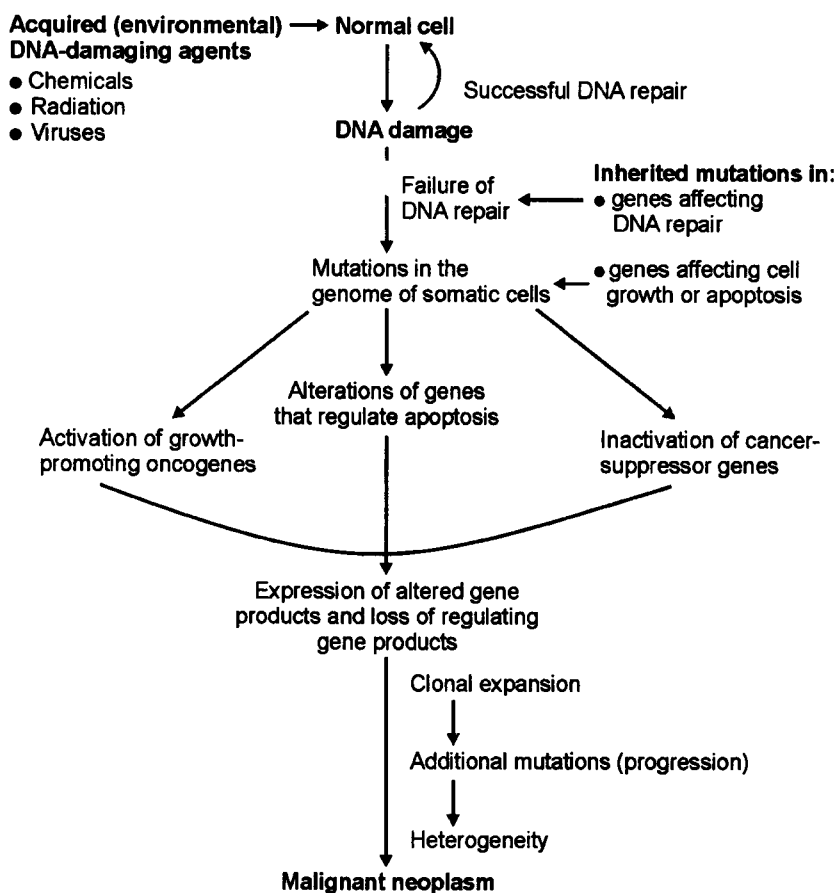 Acquired (environmental)
DNA-damaging agents
● Chemicals
● Radiation
● Viruses
Normal cell
Successful DNA repair
DNA damage
Failure of
DNA repair
Inherited mutations in:
● genes affecting
DNA repair
● genes affecting cell
growth or apoptosis
Mutations in the
genome of somatic cells
Activation of growth-
promoting oncogenes
Alterations of genes
that regulate apoptosis
Inactivation of cancer-
suppressor genes
Expression of altered gene
products and loss of regulating
gene products
Clonal expansion
Additional mutations (progression)
Heterogeneity
Malignant neoplasm